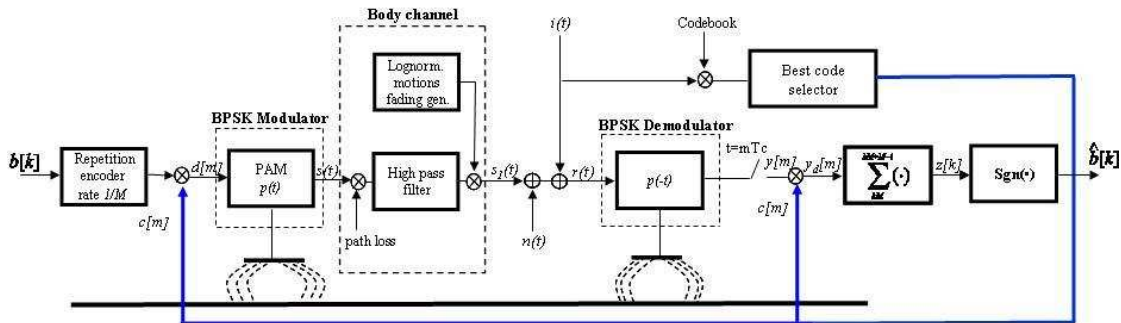 Body channel
i(t)
Codebook
Lognorm.
motions
fading gen.
Best code
selector
BPSK Modulator
BPSK Demodulator
t=mTc
b[k]
Repetition
encoder
rate 1/M
d[m]
PAM
p(t)
s(t)
High pass
filter
s₁(t)
r(t)
p(-t)
y[m]
y_d[m]
∑(·)
z[k]
Sgn(•)
b̂[k]
c[m]
path loss
n(t)
c[m]